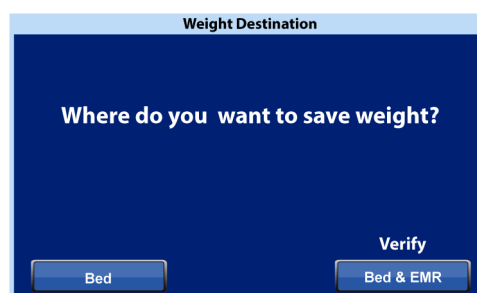 Weight Destination
Where do you want to save weight?
Verify
Bed
Bed & EMR